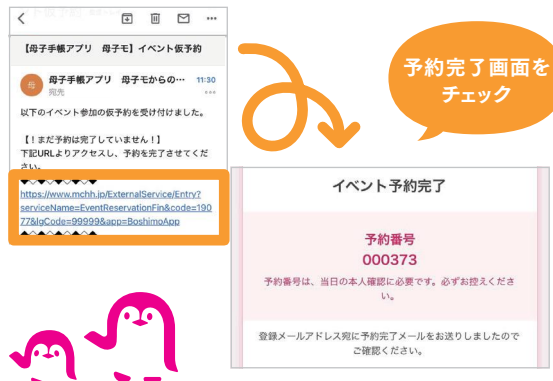 【母子手帳アプリ 母子モ】イベント仮予約
母
母子手帳アプリ 母子モからの… 11:30
宛先
以下のイベント参加の仮予約を受け付けました。
【！まだ予約は完了していません！】
下記URLよりアクセスし、予約を完了させてくだ
さい。
◆◇◆◇◆◇◆◇◆
https://www.mchh.jp/ExternalService/Entry?
serviceName=EventReservationFin&code=190
77&lgCode=99999&app=BoshimoApp
◆◇◆◇◆◇◆◇◆
予約完了画面を
チェック
イベント予約完了
予約番号
000373
予約番号は、当日の本人確認に必要です。必ずお控えくださ
い。
登録メールアドレス宛に予約完了メールをお送りしましたので
ご確認ください。